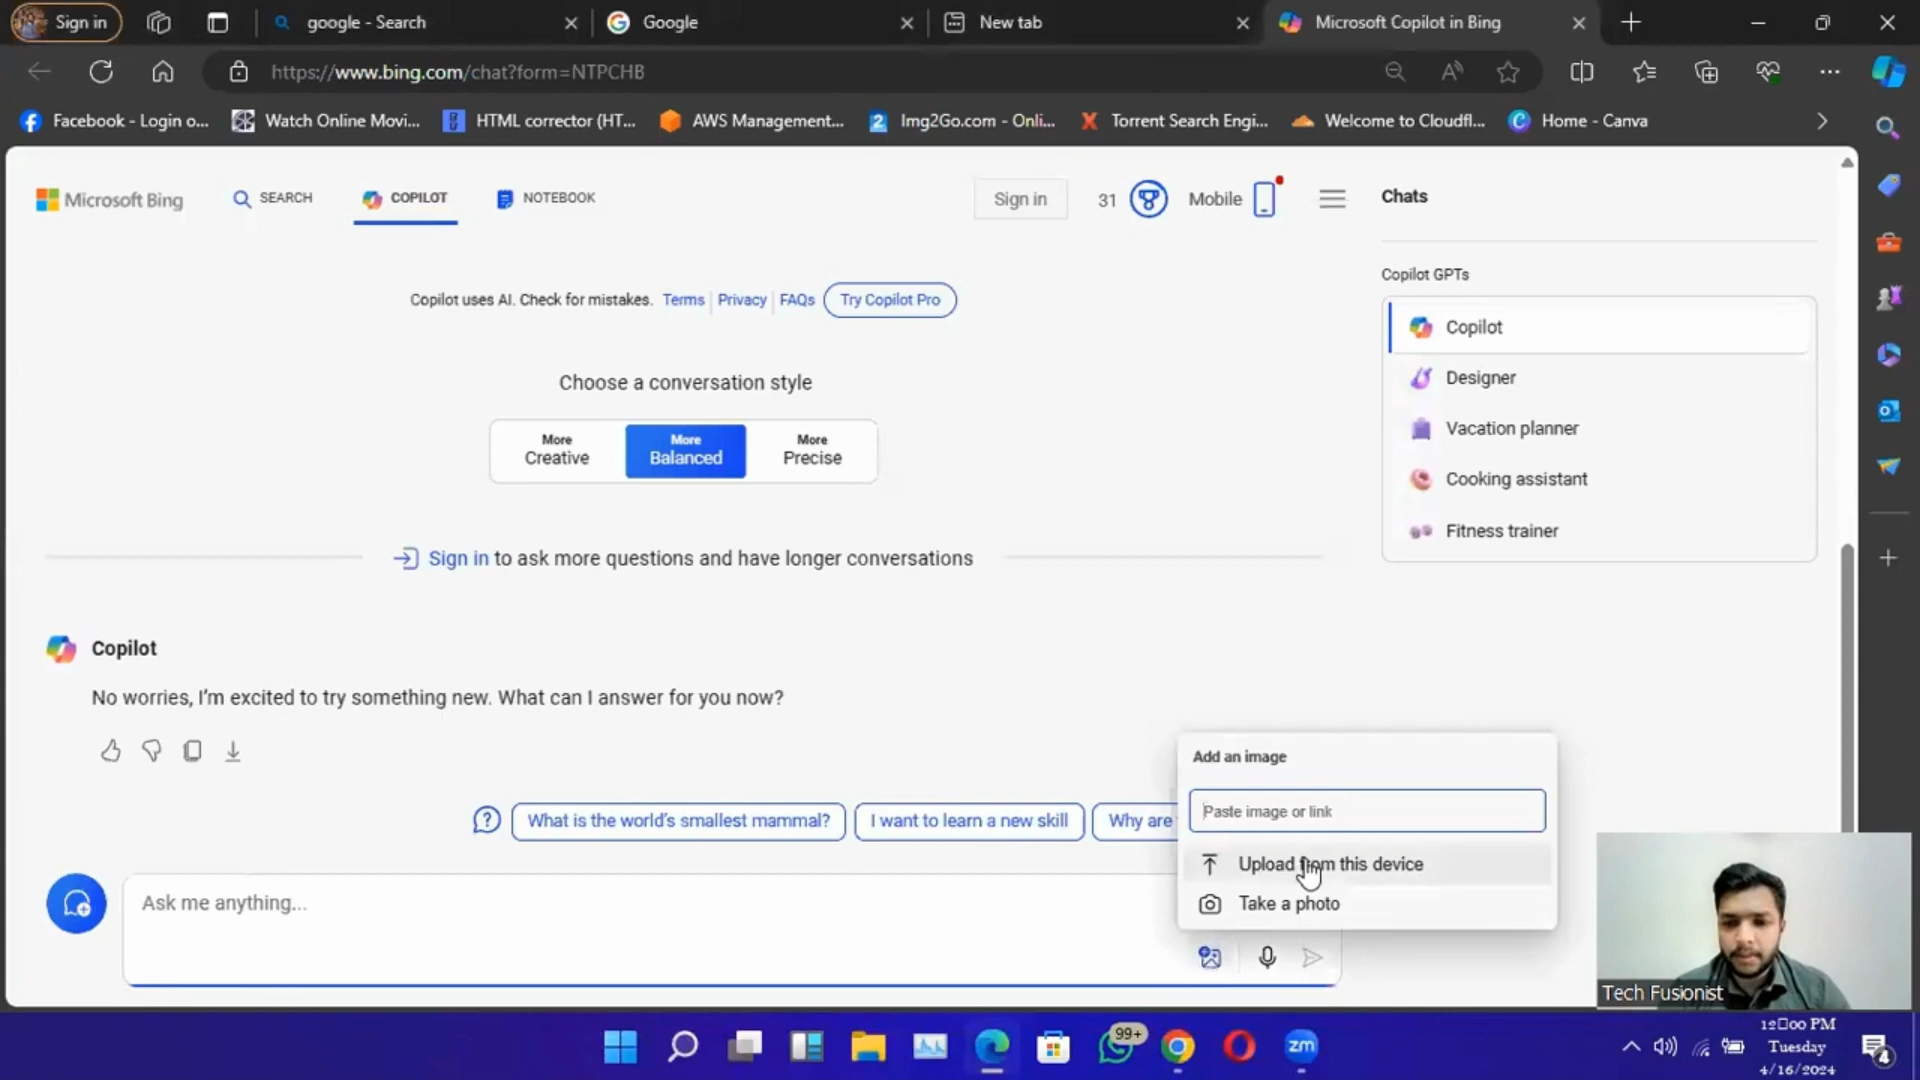 Sign in
google - Search
Google
New tab
Microsoft Copilot in Bing
https://www.bing.com/chat?form=NTPCHB
Facebook - Login o...
Watch Online Movi...
HTML corrector (HT...
AWS Management...
Img2Go.com - Onli...
Torrent Search Engi...
Welcome to Cloudfl...
Home - Canva
Microsoft Bing
SEARCH
COPILOT
NOTEBOOK
Sign in
31
Mobile
Chats
Copilot GPTs
Copilot
Designer
Vacation planner
Cooking assistant
Fitness trainer
Copilot uses AI. Check for mistakes. Terms Privacy FAQs Try Copilot Pro
Choose a conversation style
More Creative
More Balanced
More Precise
Sign in to ask more questions and have longer conversations
Copilot
No worries, I'm excited to try something new. What can I answer for you now?
What is the world's smallest mammal?
I want to learn a new skill
Why are
Add an image
Paste image or link
Upload from this device
Take a photo
Ask me anything...
Tech Fusionist
99+
zm
12▯00 PM
Tuesday
4/16/2024
4